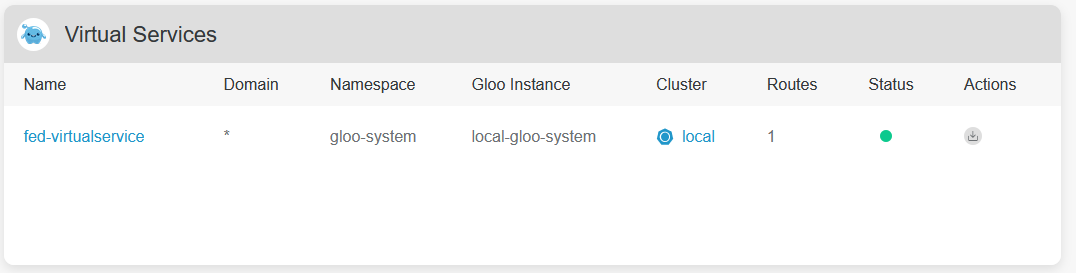 Virtual Services
Name Domain Namespace Gloo Instance Cluster Routes Status Actions
fed-virtualservice * gloo-system local-gloo-system local 1